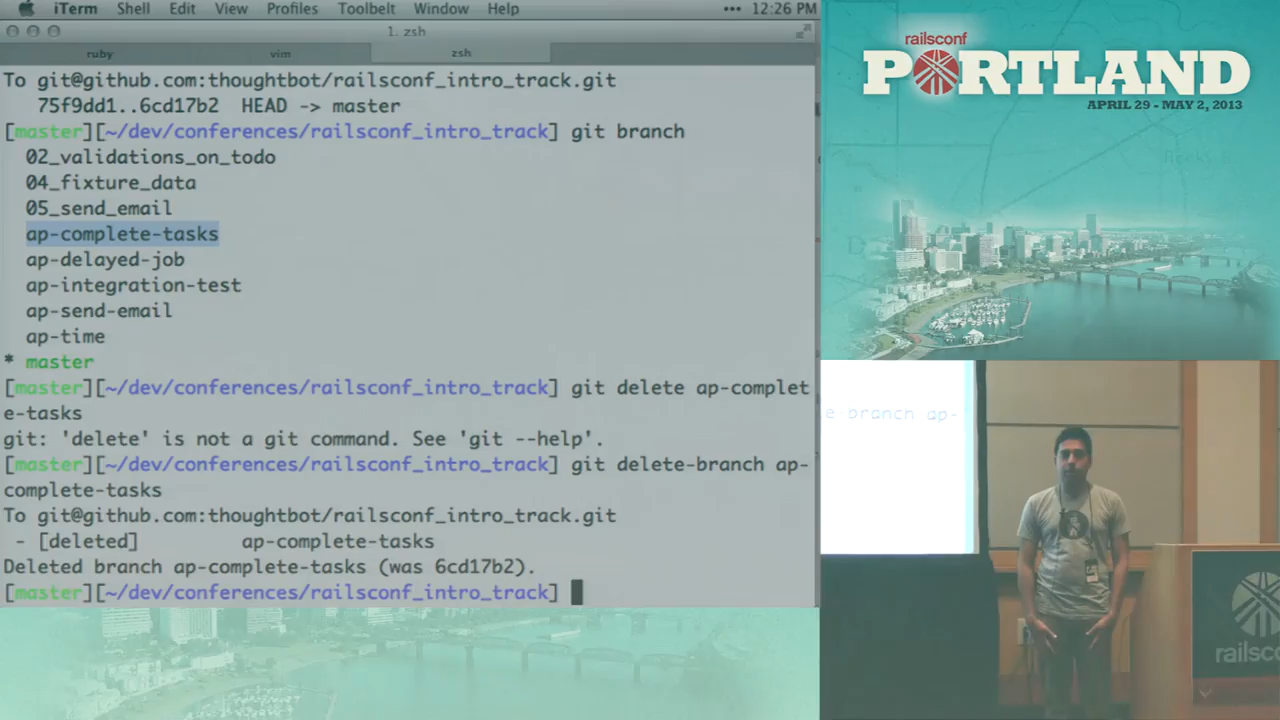 iTerm Shell Edit View Profiles Toolbelt Window Help ••• 12:26 PM
1. zsh
ruby vim zsh
To git@github.com:thoughtbot/railsconf_intro_track.git
75f9dd1..6cd17b2 HEAD -> master
[master][~/dev/conferences/railsconf_intro_track] git branch
02_validations_on_todo
04_fixture_data
05_send_email
ap-complete-tasks
ap-delayed-job
ap-integration-test
ap-send-email
ap-time
* master
[master][~/dev/conferences/railsconf_intro_track] git delete ap-complet
e-tasks
git: 'delete' is not a git command. See 'git --help'.
[master][~/dev/conferences/railsconf_intro_track] git delete-branch ap-
complete-tasks
To git@github.com:thoughtbot/railsconf_intro_track.git
- [deleted] ap-complete-tasks
Deleted branch ap-complete-tasks (was 6cd17b2).
[master][~/dev/conferences/railsconf_intro_track]
railsconf
PORTLAND
APRIL 29 - MAY 2, 2013
e-branch ap-
railsc